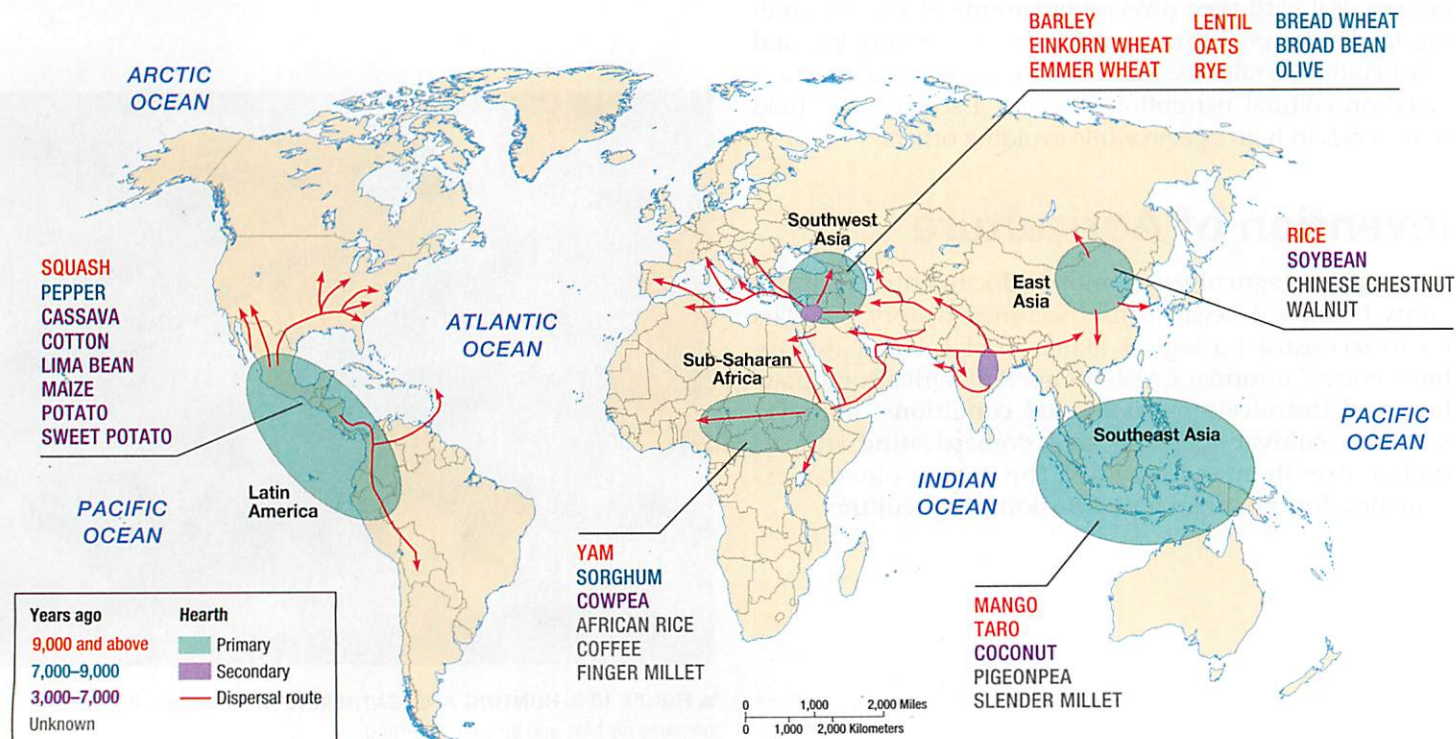 BARLEY
EINKORN WHEAT
EMMER WHEAT
LENTIL
OATS
RYE
BREAD WHEAT
BROAD BEAN
OLIVE
ARCTIC
OCEAN
Southwest
Asia
RICE
SOYBEAN
CHINESE CHESTNUT
WALNUT
East
Asia
SQUASH
PEPPER
CASSAVA
COTTON
LIMA BEAN
MAIZE
POTATO
SWEET POTATO
ATLANTIC
OCEAN
Sub-Saharan
Africa
Southeast Asia
PACIFIC
OCEAN
INDIAN
OCEAN
Latin
America
PACIFIC
OCEAN
YAM
SORGHUM
COWPEA
AFRICAN RICE
COFFEE
FINGER MILLET
MANGO
TARO
COCONUT
PIGEONPEA
SLENDER MILLET
Years ago
9,000 and above
7,000–9,000
3,000–7,000
Unknown
Hearth
Primary
Secondary
Dispersal route
0 1,000 2,000 Miles
0 1,000 2,000 Kilometers